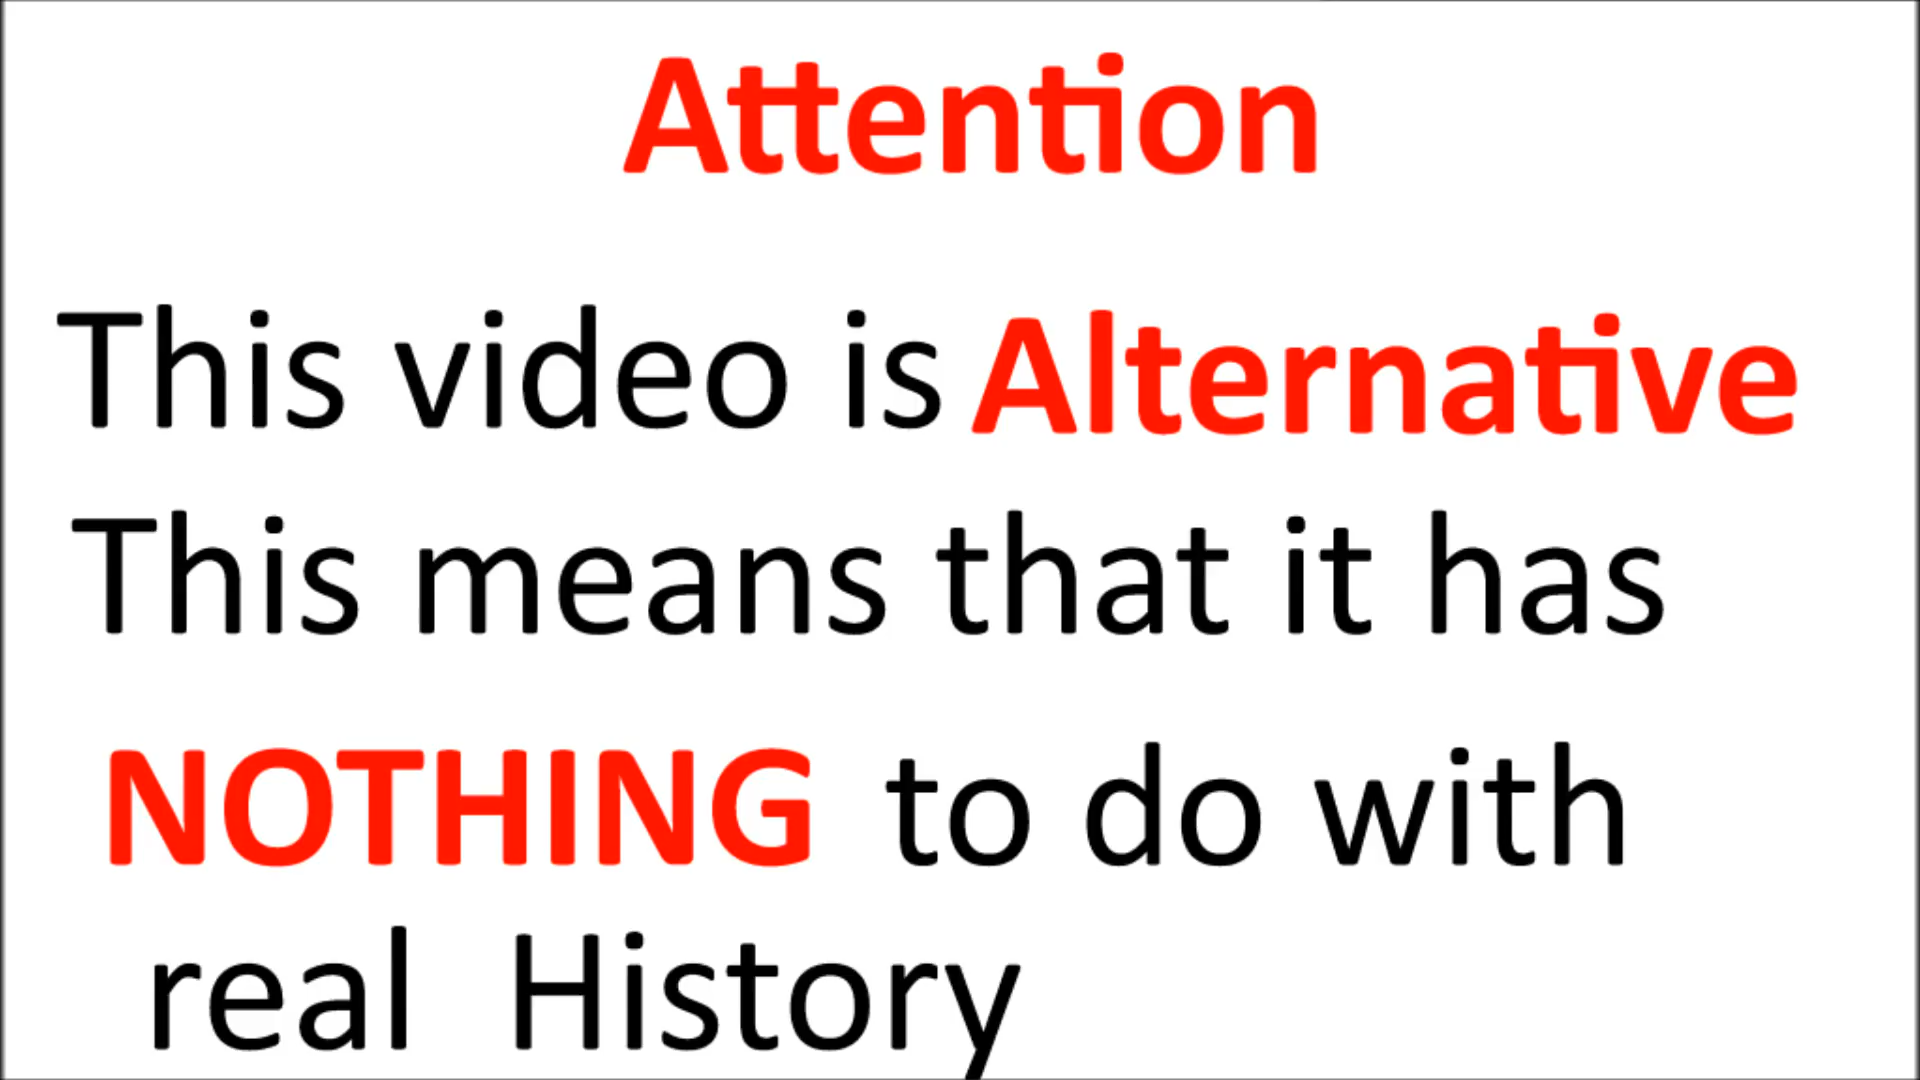 Attention
This video is Alternative
This means that it has
NOTHING to do with
real History